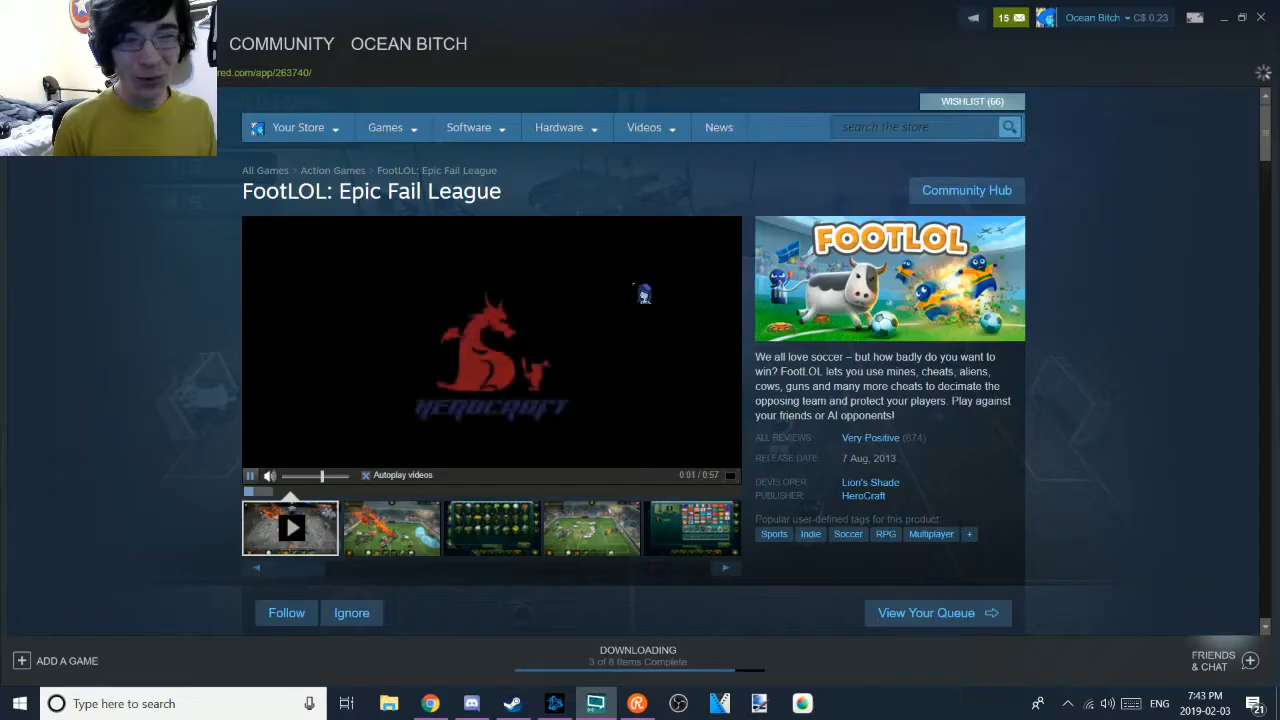 15
Ocean Bitch
C$ 0.23
COMMUNITY
OCEAN BITCH
red.com/app/263740/
WISHLIST (66)
Your Store
Games
Software
Hardware
Videos
News
search the store
All Games > Action Games > FootLOL: Epic Fail League
FootLOL: Epic Fail League
Community Hub
HEROCRAFT
FOOTLOL
We all love soccer – but how badly do you want to
win? FootLOL lets you use mines, cheats, aliens,
cows, guns and many more cheats to decimate the
opposing team and protect your players. Play against
your friends or AI opponents!
ALL REVIEWS: Very Positive (674)
RELEASE DATE: 7 Aug, 2013
DEVELOPER: Lion's Shade
PUBLISHER: HeroCraft
Popular user-defined tags for this product:
Sports
Indie
Soccer
RPG
Multiplayer
+
Autoplay videos
0:01 / 0:57
Follow
Ignore
View Your Queue
ADD A GAME
DOWNLOADING
3 of 8 Items Complete
FRIENDS
& CHAT
Type here to search
ENG
7:43 PM
2019-02-03
21